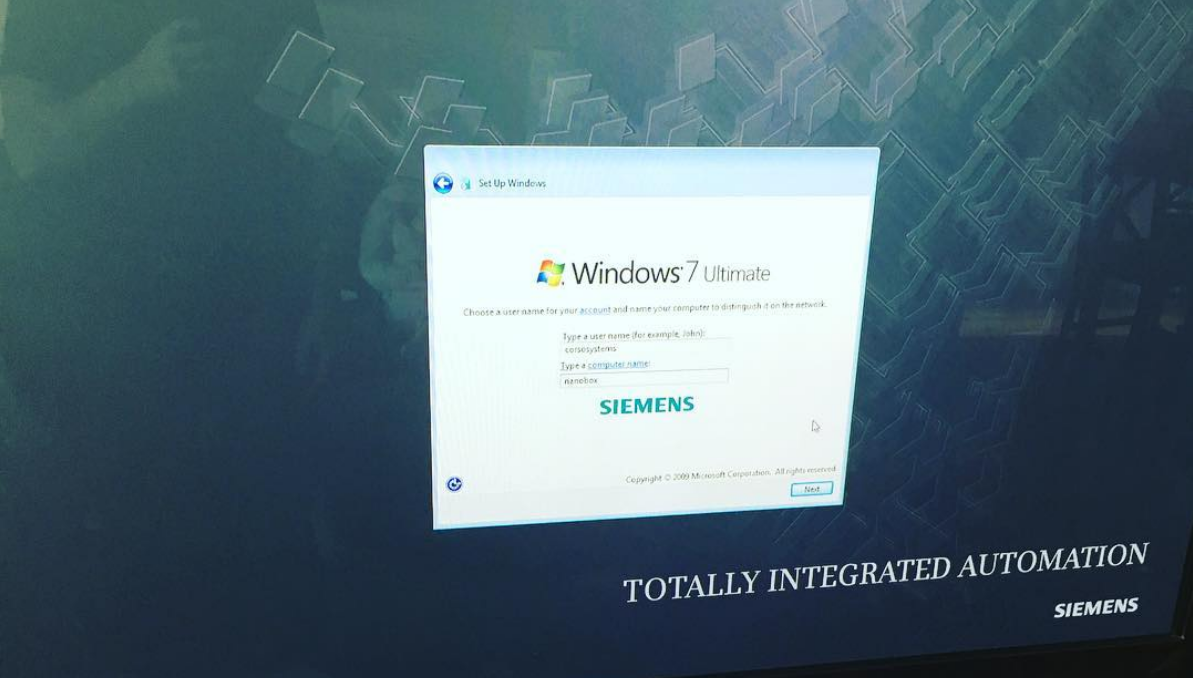 Set Up Windows
Windows 7 Ultimate
Choose a user name for your account and name your computer to distinguish it on the network.
Type a user name (for example, John):
corsosystems
Type a computer name:
nanobox
SIEMENS
Copyright © 2009 Microsoft Corporation. All rights reserved
Next
TOTALLY INTEGRATED AUTOMATION
SIEMENS